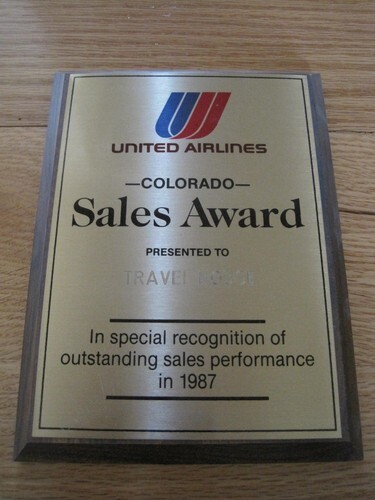 UNITED AIRLINES
—COLORADO—
Sales Award
PRESENTED TO
TRAVEL
In special recognition of
outstanding sales performance
in 1987